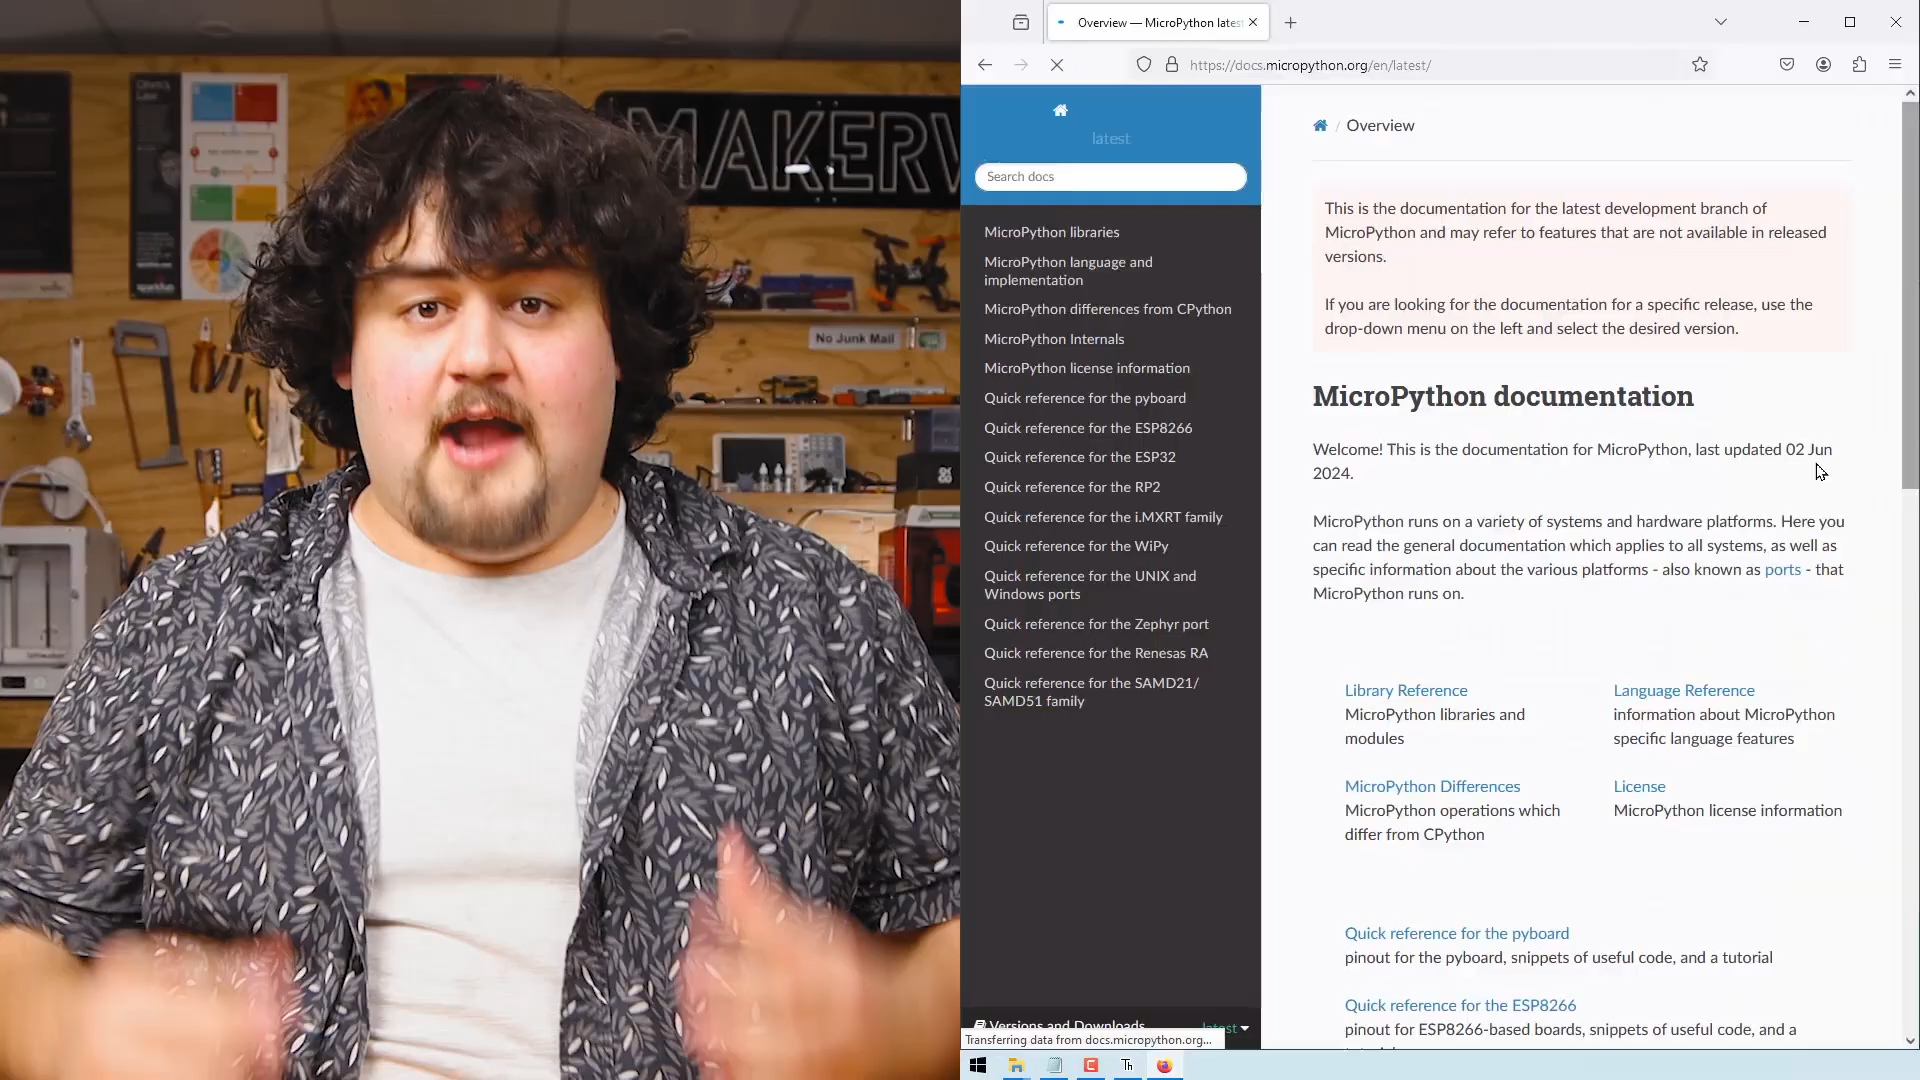 MAKERV
No Junk Mail
sparkfun
Overview — MicroPython lates
https://docs.micropython.org/en/latest/
latest
Search docs
MicroPython libraries
MicroPython language and
implementation
MicroPython differences from CPython
MicroPython Internals
MicroPython license information
Quick reference for the pyboard
Quick reference for the ESP8266
Quick reference for the ESP32
Quick reference for the RP2
Quick reference for the i.MXRT family
Quick reference for the WiPy
Quick reference for the UNIX and
Windows ports
Quick reference for the Zephyr port
Quick reference for the Renesas RA
Quick reference for the SAMD21/
SAMD51 family
Versions and Downloads
latest
Transferring data from docs.micropython.org...
/ Overview
This is the documentation for the latest development branch of
MicroPython and may refer to features that are not available in released
versions.
If you are looking for the documentation for a specific release, use the
drop-down menu on the left and select the desired version.
MicroPython documentation
Welcome! This is the documentation for MicroPython, last updated 02 Jun
2024.
MicroPython runs on a variety of systems and hardware platforms. Here you
can read the general documentation which applies to all systems, as well as
specific information about the various platforms - also known as ports - that
MicroPython runs on.
Library Reference
MicroPython libraries and
modules
Language Reference
information about MicroPython
specific language features
MicroPython Differences
MicroPython operations which
differ from CPython
License
MicroPython license information
Quick reference for the pyboard
pinout for the pyboard, snippets of useful code, and a tutorial
Quick reference for the ESP8266
pinout for ESP8266-based boards, snippets of useful code, and a
Th